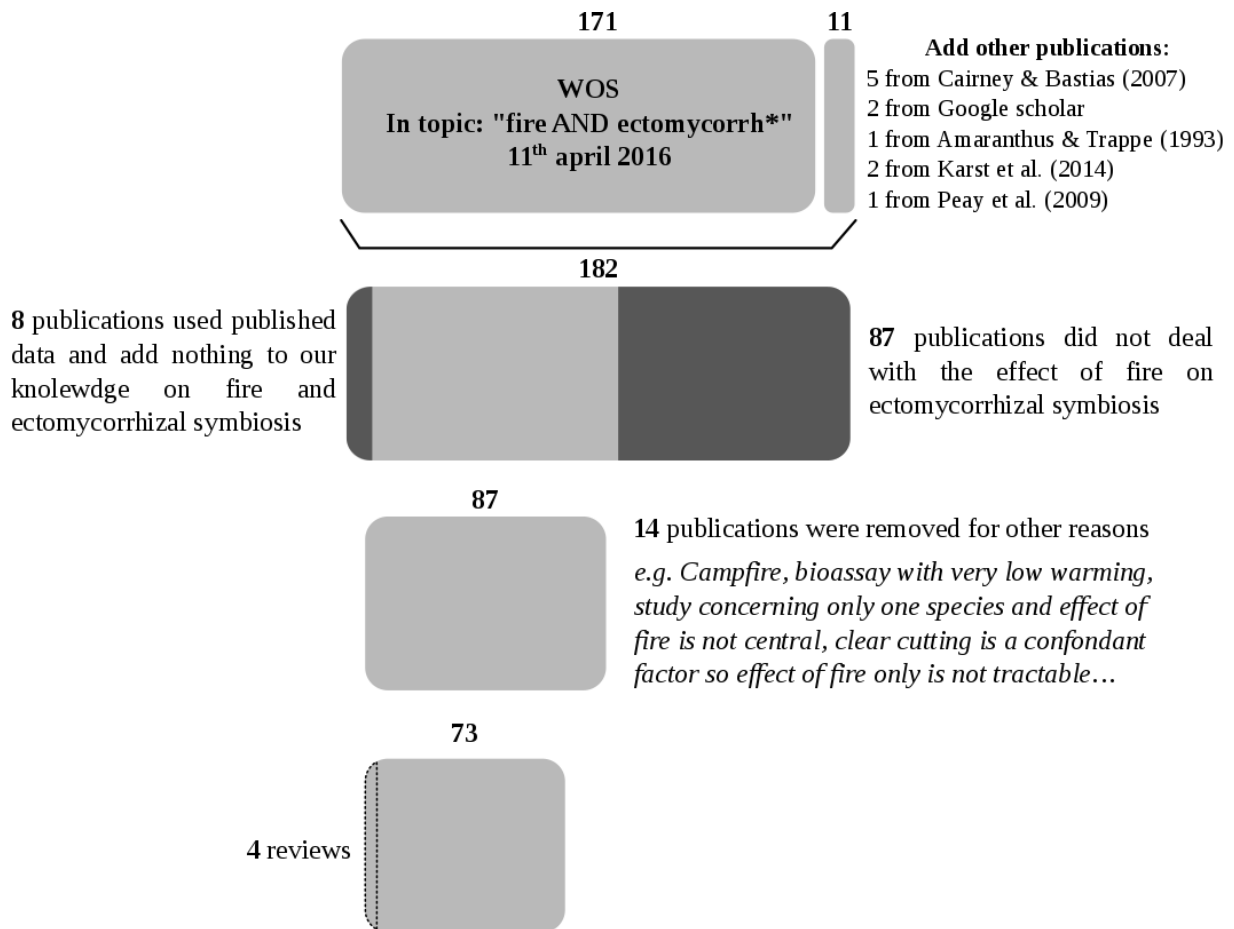 171
11
WOS
In topic: "fire AND ectomycorrh*"
11th april 2016
Add other publications:
5 from Cairney & Bastias (2007)
2 from Google scholar
1 from Amaranthus & Trappe (1993)
2 from Karst et al. (2014)
1 from Peay et al. (2009)
182
8 publications used published
data and add nothing to our
knolewdge on fire and
ectomycorrhizal symbiosis
87 publications did not deal
with the effect of fire on
ectomycorrhizal symbiosis
87
14 publications were removed for other reasons
e.g. Campfire, bioassay with very low warming,
study concerning only one species and effect of
fire is not central, clear cutting is a confondant
factor so effect of fire only is not tractable…
73
4 reviews